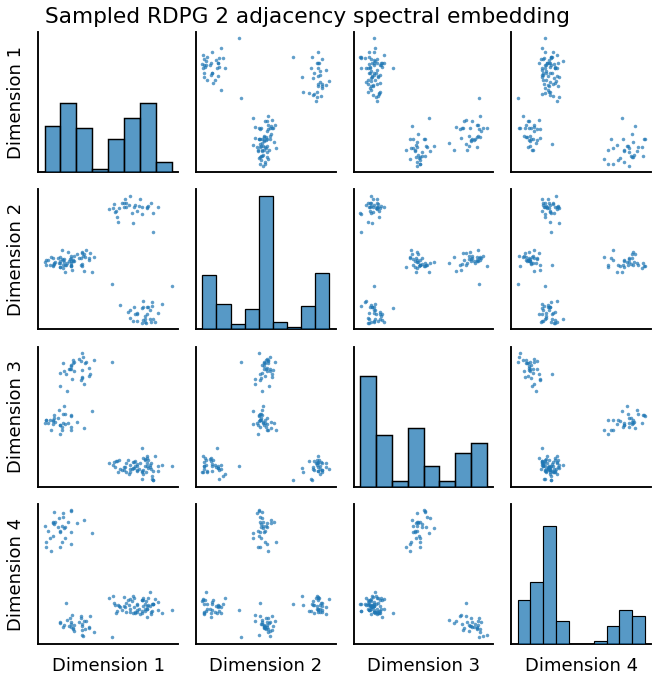 Sampled RDPG 2 adjacency spectral embedding
Dimension 1
Dimension 2
Dimension 3
Dimension 4
Dimension 1 Dimension 2 Dimension 3 Dimension 4